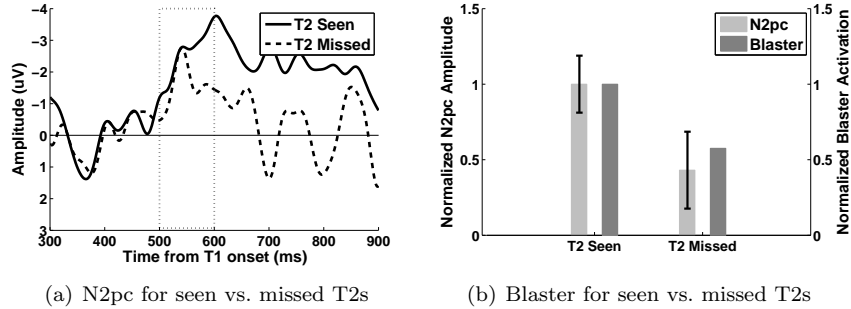 −4
−3
−2
−1
0
1
2
3
Amplitude (uV)
300 400 500 600 700 800 900
Time from T1 onset (ms)
T2 Seen
T2 Missed
(a) N2pc for seen vs. missed T2s
1.5
1
0.5
0
Normalized N2pc Amplitude
T2 Seen T2 Missed
N2pc
Blaster
1.5
1
0.5
0
Normalized Blaster Activation
(b) Blaster for seen vs. missed T2s